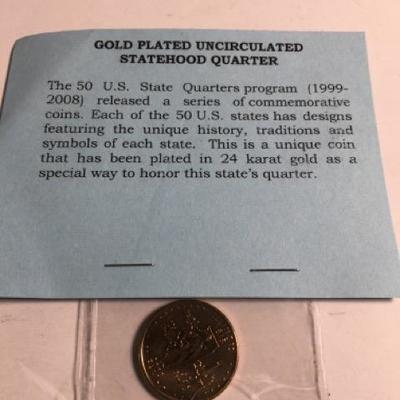 GOLD PLATED UNCIRCULATED
STATEHOOD QUARTER
The 50 U.S. State Quarters program (1999-
2008) released a series of commemorative
coins. Each of the 50 U.S. states has designs
featuring the unique history, traditions and
symbols of each state. This is a unique coin
that has been plated in 24 karat gold as a
special way to honor this state's quarter.